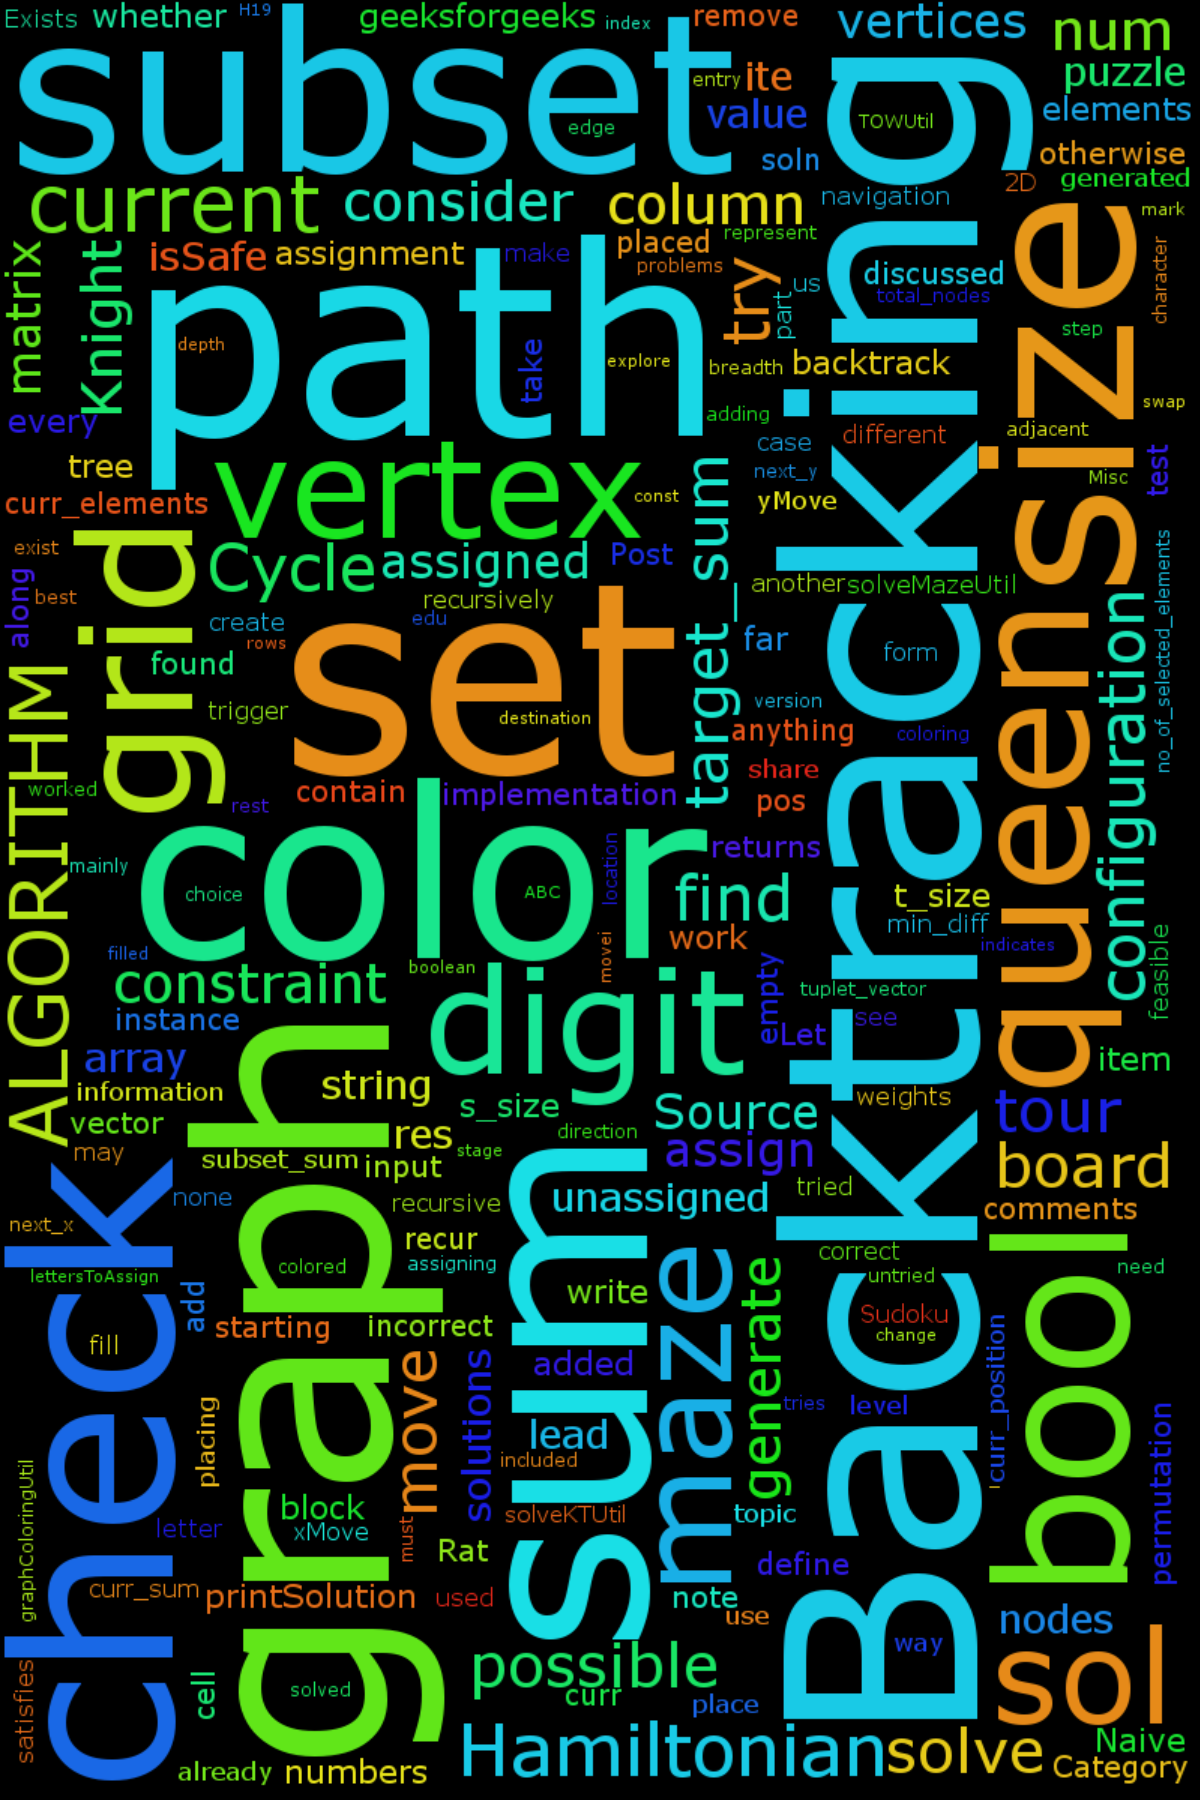 Exists
whether
H19
geeksforgeeks
index
remove
vertices
num
subset
entry
ite
puzzle
value
elements
edge
TOWUtil
soln
otherwise
2D
generated
current
consider
column
navigation
mark
matrix
Knight
isSafe
assignment
make
placed
represent
problems
try
part
us
discussed
total_nodes
character
path
depth
take
explore
breadth
backtrack
step
size
swap
every
adding
case
different
adjacent
tree
vertex
const
next_y
yMove
Misc
test
curr_elements
target_sum
exist
grid
Cycle
assigned
Post
another
solveMazeUtil
along
best
recursively
create
edu
rows
found
set
far
form
configuration
no_of_selected_elements
trigger
destination
version
anything
coloring
queens
ALGORITHM
worked
rest
contain
implementation
share
pos
Backtracking
mainly
color
choice
ABC
location
returns
find
t_size
min_diff
work
indicates
filled
boolean
movei
constraint
digit
empty
tuplet_vector
feasible
instance
Let
see
array
item
information
string
s_size
Source
weights
tour
vector
res
direction
assign
may
subset_sum
input
stage
board
check
none
recursive
unassigned
tried
comments
next_x
recur
correct
lettersToAssign
colored
assigning
untried
need
add
graph
sum
write
maze
generate
Sudoku
change
bool
fill
starting
incorrect
added
curr_position
placing
move
solutions
lead
tries
level
permutation
included
graphColoringUtil
block
solveKTUtil
topic
letter
xMove
must
Rat
define
curr_sum
printSolution
used
note
use
nodes
way
possible
sol
satisfies
cell
solved
curr
place
Hamiltonian
solve
Naive
already
numbers
Category